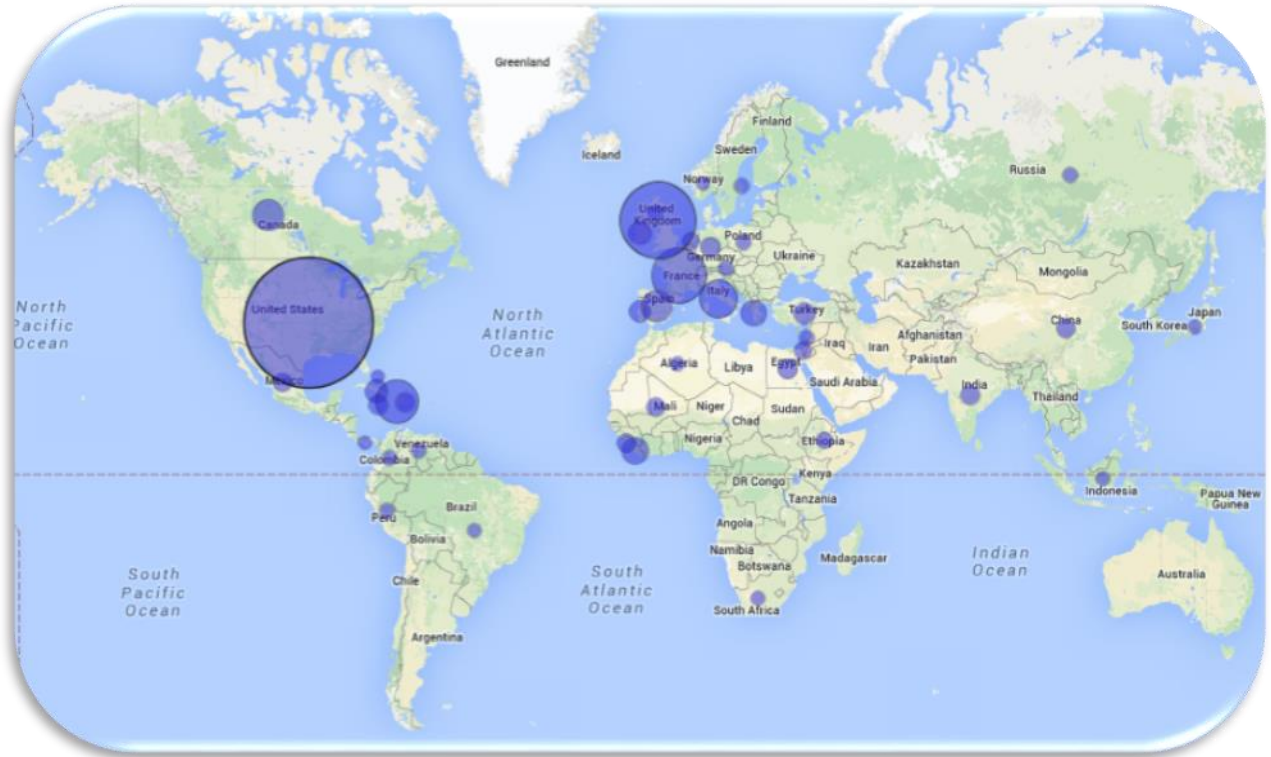 Greenland
Iceland
Finland
Sweden
Norway
Russia
United
Kingdom
Poland
Germany
Ukraine
France
Italy
Spain
Turkey
Kazakhstan
Mongolia
Canada
United States
Mexico
North
Pacific
Ocean
North
Atlantic
Ocean
China
South Korea
Japan
Afghanistan
Iraq
Iran
Pakistan
Algeria
Libya
Egypt
Saudi Arabia
India
Thailand
Mali
Niger
Chad
Sudan
Nigeria
Ethiopia
Venezuela
Colombia
DR Congo
Kenya
Tanzania
Indonesia
Papua New
Guinea
Peru
Brazil
Bolivia
Angola
Namibia
Botswana
Madagascar
Chile
South Africa
Argentina
Australia
South
Pacific
Ocean
South
Atlantic
Ocean
Indian
Ocean